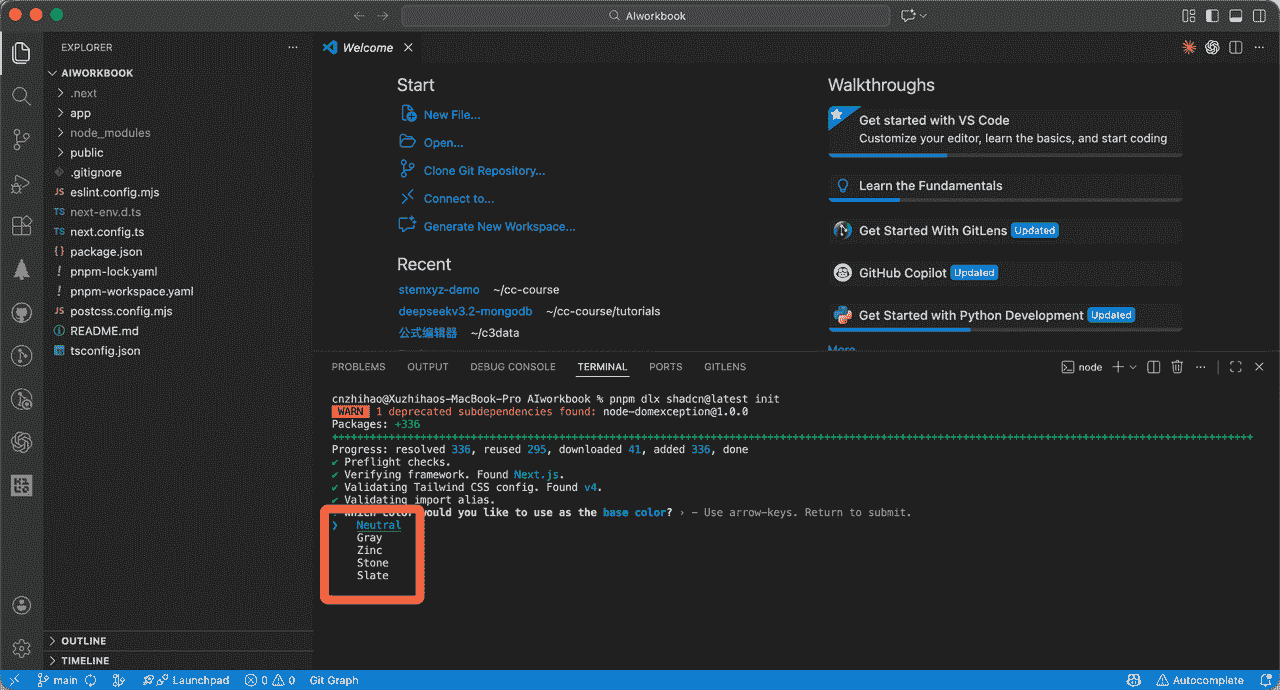 AIworkbook
EXPLORER
AIWORKBOOK
.next
app
node_modules
public
.gitignore
JS eslint.config.mjs
TS next-env.d.ts
TS next.config.ts
{} package.json
! pnpm-lock.yaml
! pnpm-workspace.yaml
JS postcss.config.mjs
README.md
tsconfig.json
OUTLINE
TIMELINE
Welcome
Start
New File...
Open...
Clone Git Repository...
Connect to...
Generate New Workspace...
Recent
stemxyz-demo ~/cc-course
deepseekv3.2-mongodb ~/cc-course/tutorials
公式编辑器 ~/c3data
Walkthroughs
Get started with VS Code
Customize your editor, learn the basics, and start coding
Learn the Fundamentals
Get Started With GitLens Updated
GitHub Copilot Updated
Get Started with Python Development Updated
More...
PROBLEMS OUTPUT DEBUG CONSOLE TERMINAL PORTS GITLENS
node
cnzhihao@Xuzhihaos-MacBook-Pro AIworkbook % pnpm dlx shadcn@latest init
WARN 1 deprecated subdependencies found: node-domexception@1.0.0
Packages: +336
++++++++++++++++++++++++++++++++++++++++++++++++++++++++++++++++++++++++++++++++++++++++++++++++++++++++++++++++++++++++++++++++++++++++++++++++++
Progress: resolved 336, reused 295, downloaded 41, added 336, done
✔ Preflight checks.
✔ Verifying framework. Found Next.js.
✔ Validating Tailwind CSS config. Found v4.
✔ Validating import alias.
Which color would you like to use as the base color? › - Use arrow-keys. Return to submit.
❯ Neutral
Gray
Zinc
Stone
Slate
main Launchpad 0 0 Git Graph Autocomplete